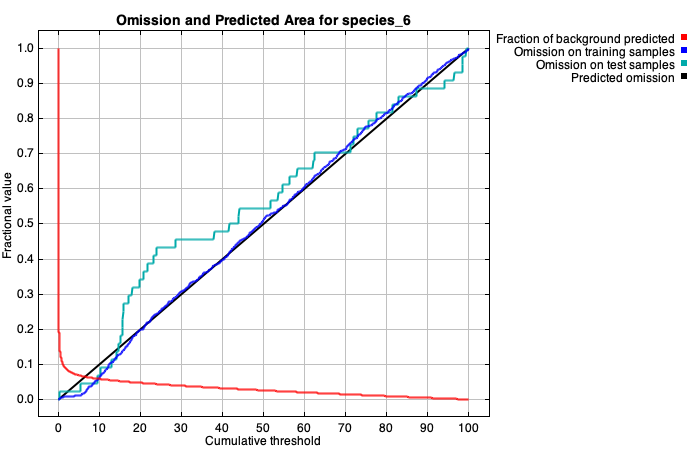 Omission and Predicted Area for species_6
Fraction of background predicted
Omission on training samples
Omission on test samples
Predicted omission
Fractional value
1.0
0.9
0.8
0.7
0.6
0.5
0.4
0.3
0.2
0.1
0.0
0 10 20 30 40 50 60 70 80 90 100
Cumulative threshold